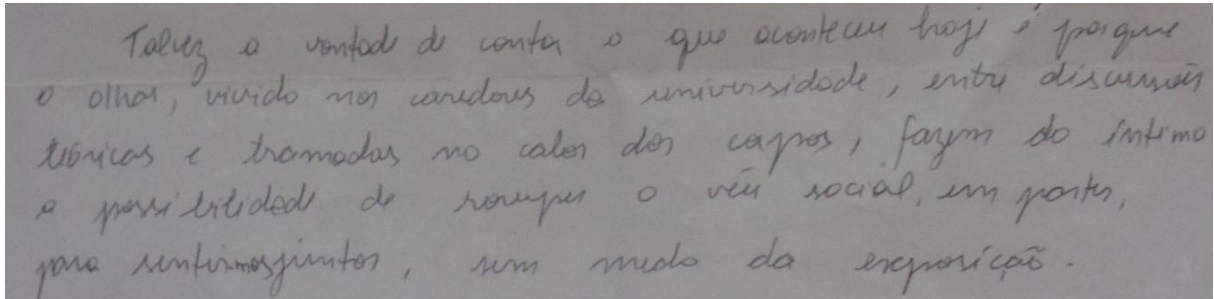 Talvez a vontade de contar o que aconteceu hoje é porque
o olhar, vivido nos corredores da universidade, entre discussões
teóricas e tramadas no calor dos corpos, fazem do íntimo
a possibilidade de romper o véu social, em partes,
para sentirmos juntos, sem medo da exposição.